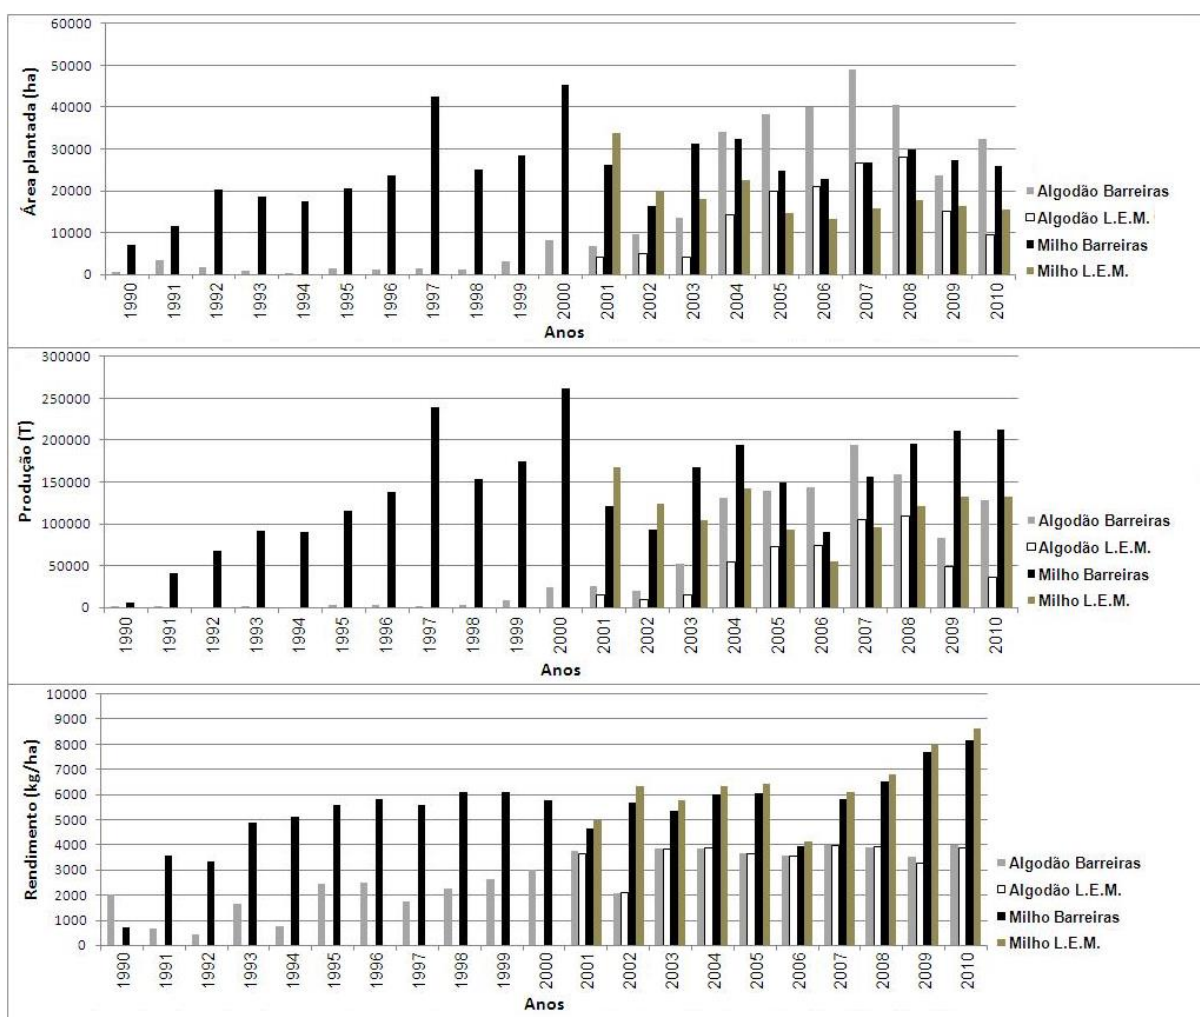 Área plantada (ha)
60000
50000
40000
30000
20000
10000
0
1990 1991 1992 1993 1994 1995 1996 1997 1998 1999 2000 2001 2002 2003 2004 2005 2006 2007 2008 2009 2010
Anos
Algodão Barreiras
Algodão L.E.M.
Milho Barreiras
Milho L.E.M.
Produção (T)
300000
250000
200000
150000
100000
50000
0
1990 1991 1992 1993 1994 1995 1996 1997 1998 1999 2000 2001 2002 2003 2004 2005 2006 2007 2008 2009 2010
Anos
Algodão Barreiras
Algodão L.E.M.
Milho Barreiras
Milho L.E.M.
Rendimento (kg/ha)
10000
9000
8000
7000
6000
5000
4000
3000
2000
1000
0
1990 1991 1992 1993 1994 1995 1996 1997 1998 1999 2000 2001 2002 2003 2004 2005 2006 2007 2008 2009 2010
Anos
Algodão Barreiras
Algodão L.E.M.
Milho Barreiras
Milho L.E.M.